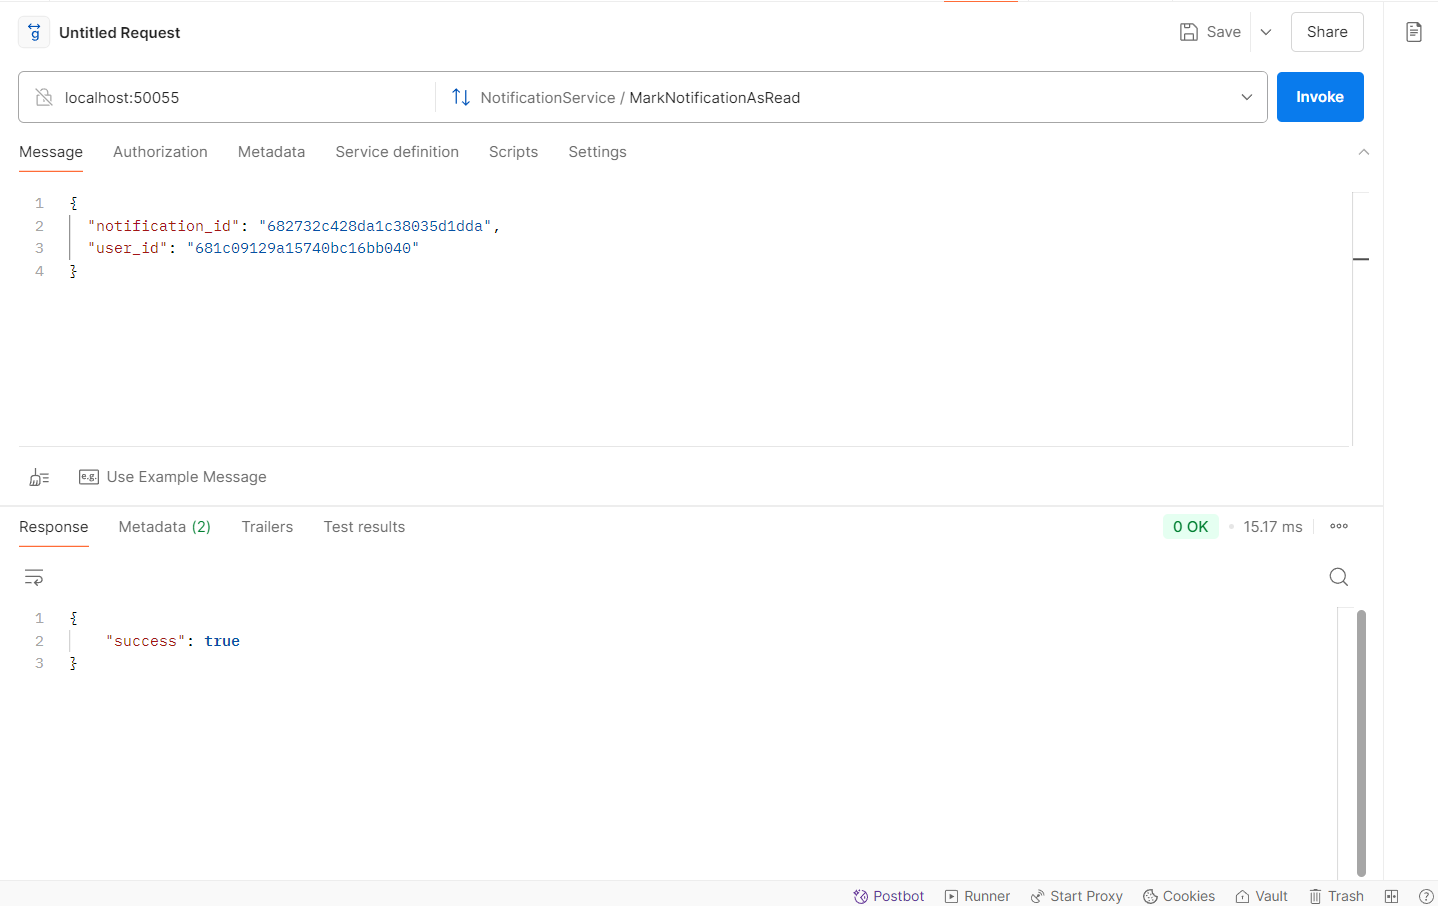 g Untitled Request Save Share
localhost:50055 NotificationService / MarkNotificationAsRead Invoke
Message Authorization Metadata Service definition Scripts Settings
1 {
2 "notification_id": "682732c428da1c38035d1dda",
3 "user_id": "681c09129a15740bc16bb040"
4 }
e.g. Use Example Message
Response Metadata (2) Trailers Test results 0 OK 15.17 ms
1 {
2 "success": true
3 }
Postbot Runner Start Proxy Cookies Vault Trash ?